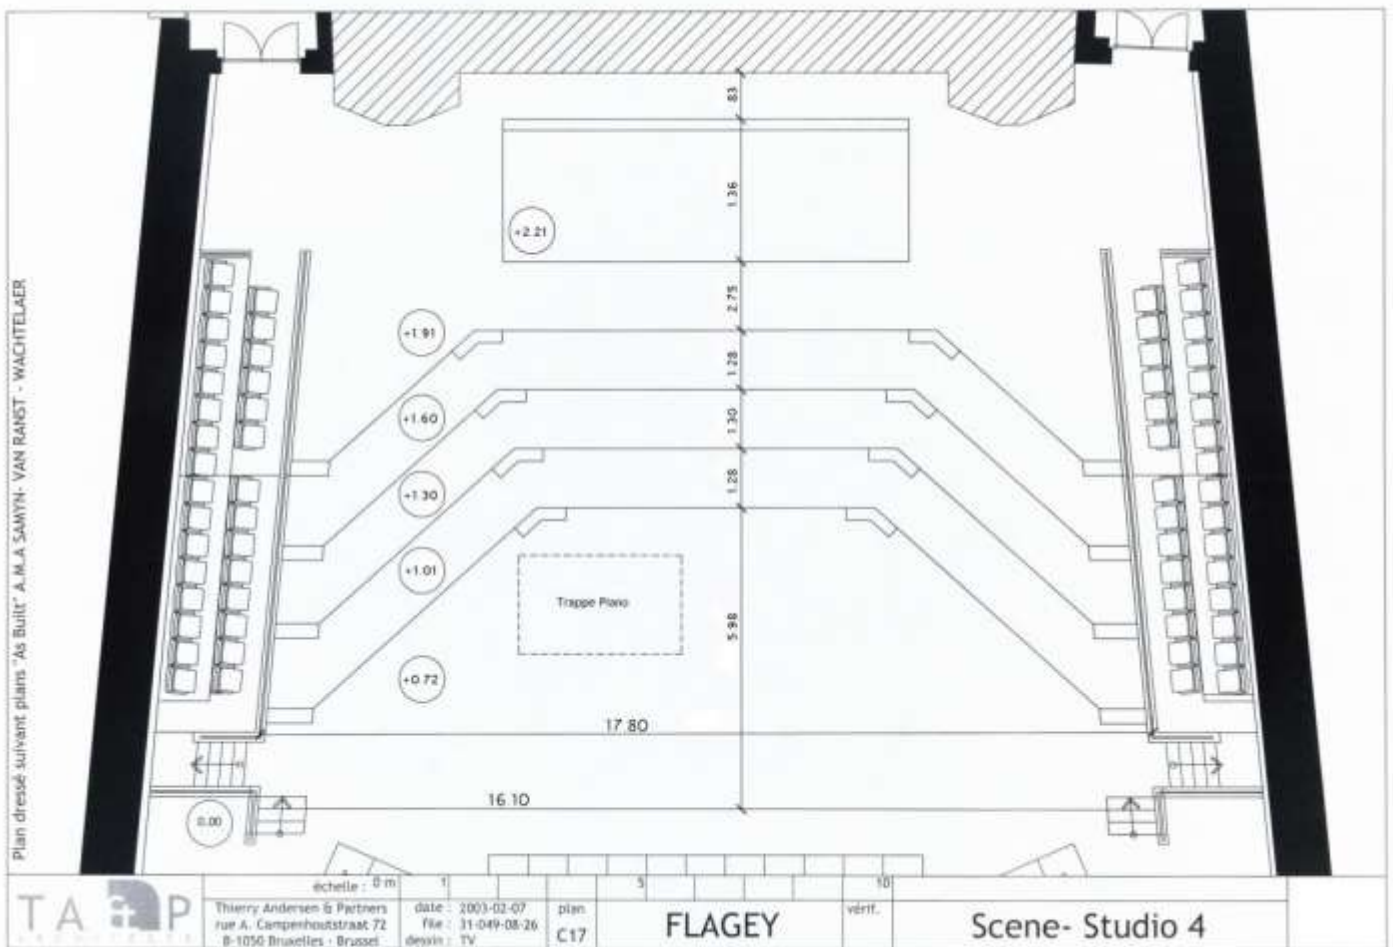 83
1.36
+2.21
2.75
+1.91
1.28
+1.60
1.30
+1.30
1.28
+1.01
Trappe Piano
5.98
+0.72
17.80
16.10
0.00
Plan dressé suivant plans "As Built" A.M.A SAMYN- VAN RANST - WACHTELAER
échelle : 0 m 1 5 10
TA&P
ARCHITECTS
Thierry Andersen & Partners
rue A. Campenhoutstraat 72
B-1050 Bruxelles - Brussel
date : 2003-02-07
file : 31-049-08-26
dessin : TV
plan
C17
FLAGEY
vérif.
Scene- Studio 4